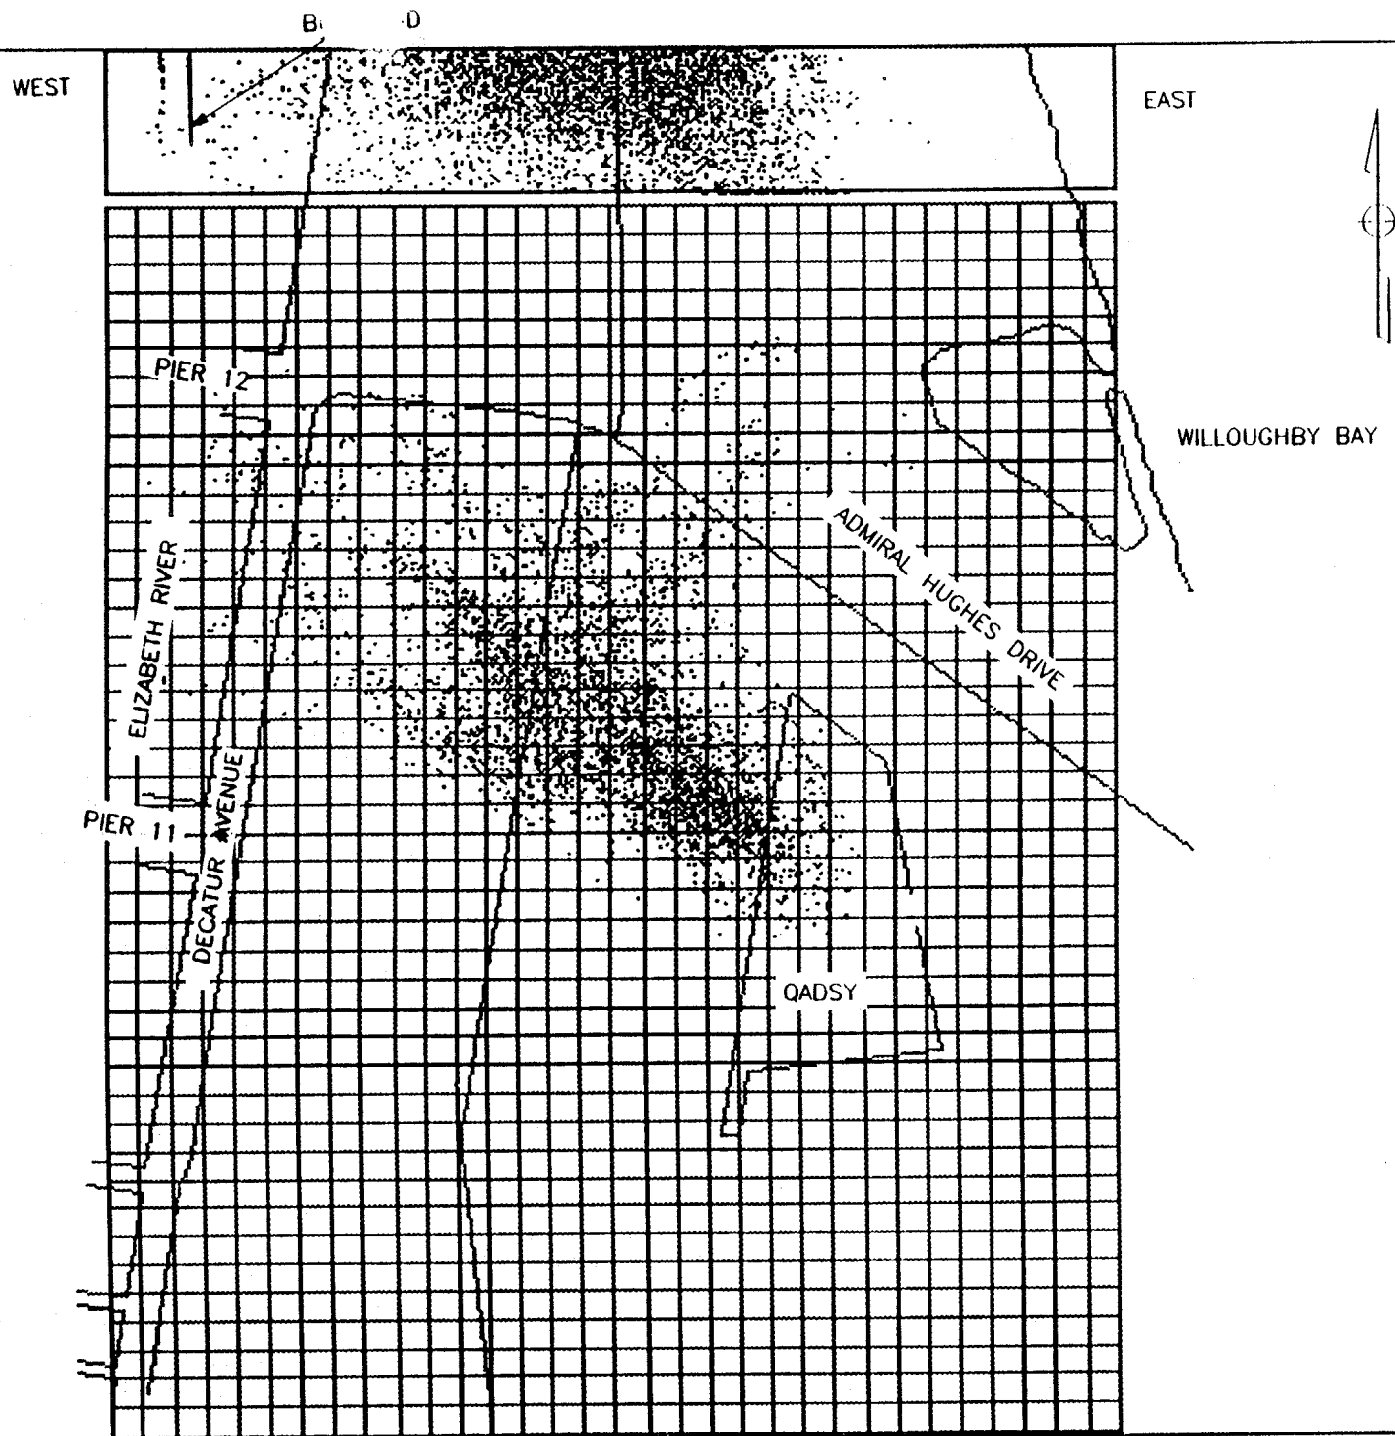 WEST
EAST
PIER 12
WILLOUGHBY BAY
ADMIRAL HUGHES DRIVE
ELIZABETH RIVER
DECATUR AVENUE
PIER 11
QADSY